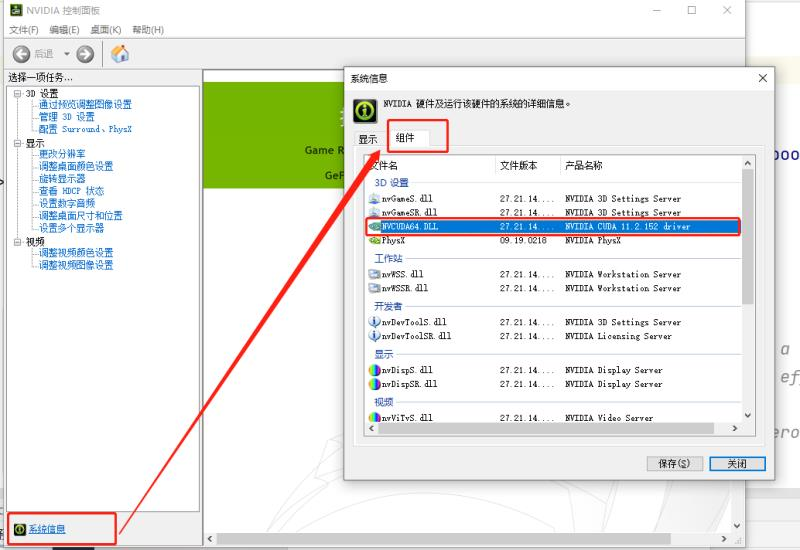 NVIDIA 控制面板
文件(F) 编辑(E) 桌面(K) 帮助(H)
后退
选择一项任务...
3D 设置
通过预览调整图像设置
管理 3D 设置
配置 Surround、PhysX
显示
更改分辨率
调整桌面颜色设置
旋转显示器
查看 HDCP 状态
设置数字音频
调整桌面尺寸和位置
设置多个显示器
视频
调整视频颜色设置
调整视频图像设置
系统信息
Game R
GeF
系统信息
NVIDIA 硬件及运行该硬件的系统的详细信息。
显示 组件
文件名 文件版本 产品名称
3D 设置
nvGameS.dll 27.21.14.... NVIDIA 3D Settings Server
nvGameSR.dll 27.21.14.... NVIDIA 3D Settings Server
NVCUDA64.DLL 27.21.14.... NVIDIA CUDA 11.2.152 driver
PhysX 09.19.0218 NVIDIA PhysX
工作站
nvWSS.dll 27.21.14.... NVIDIA Workstation Server
nvWSSR.dll 27.21.14.... NVIDIA Workstation Server
开发者
nvDevToolS.dll 27.21.14.... NVIDIA 3D Settings Server
nvDevToolSR.dll 27.21.14.... NVIDIA Licensing Server
显示
nvDispS.dll 27.21.14.... NVIDIA Display Server
nvDispSR.dll 27.21.14.... NVIDIA Display Server
视频
nvViTvS.dll 27.21.14.... NVIDIA Video Server
保存(S) 关闭
pooo
a
ef
ero